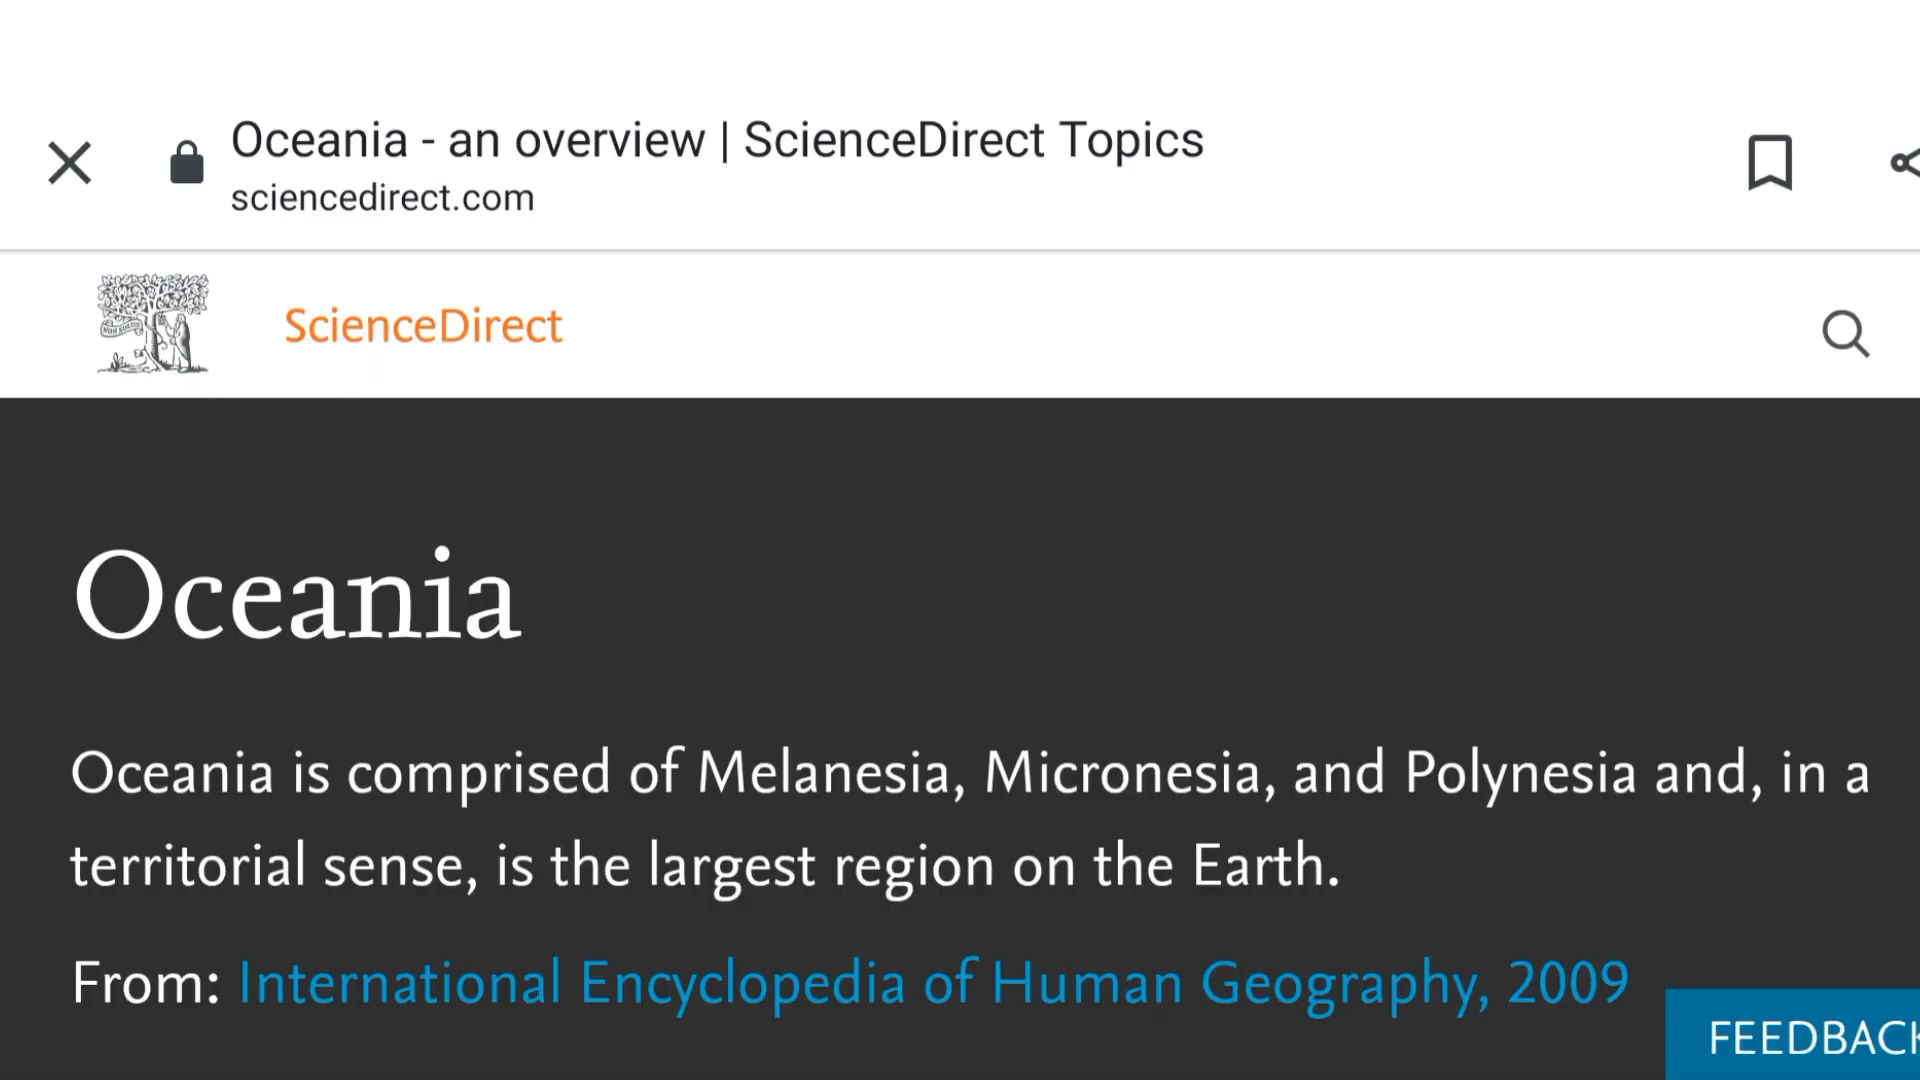 Oceania - an overview | ScienceDirect Topics
sciencedirect.com
ScienceDirect
Oceania
Oceania is comprised of Melanesia, Micronesia, and Polynesia and, in a
territorial sense, is the largest region on the Earth.
From: International Encyclopedia of Human Geography, 2009
FEEDBACK